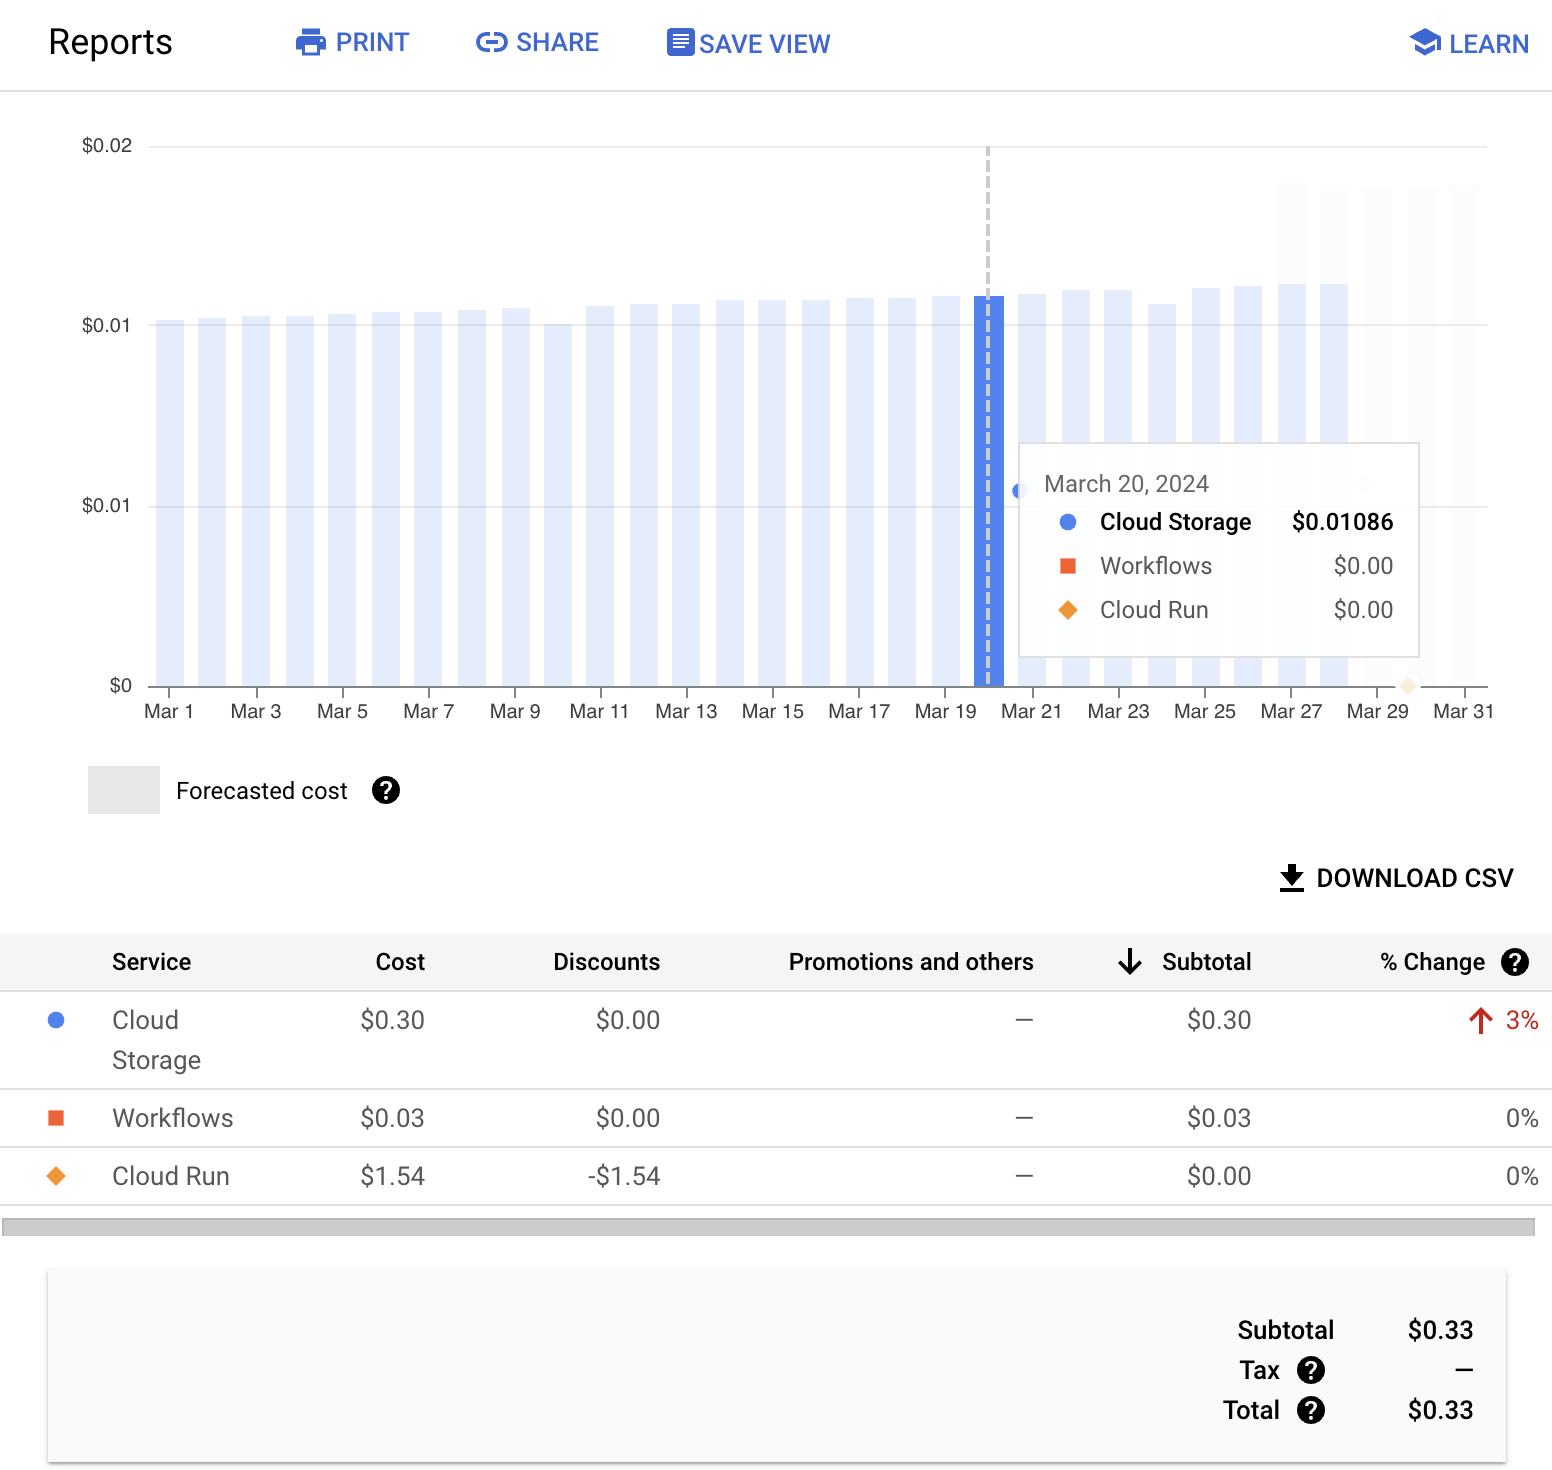 Reports PRINT SHARE SAVE VIEW LEARN
$0.02
$0.01
$0.01
$0
March 20, 2024
Cloud Storage $0.01086
Workflows $0.00
Cloud Run $0.00
Mar 1 Mar 3 Mar 5 Mar 7 Mar 9 Mar 11 Mar 13 Mar 15 Mar 17 Mar 19 Mar 21 Mar 23 Mar 25 Mar 27 Mar 29 Mar 31
Forecasted cost ?
DOWNLOAD CSV
Service Cost Discounts Promotions and others Subtotal % Change ?
Cloud Storage $0.30 $0.00 — $0.30 3%
Workflows $0.03 $0.00 — $0.03 0%
Cloud Run $1.54 -$1.54 — $0.00 0%
Subtotal $0.33
Tax ? —
Total ? $0.33